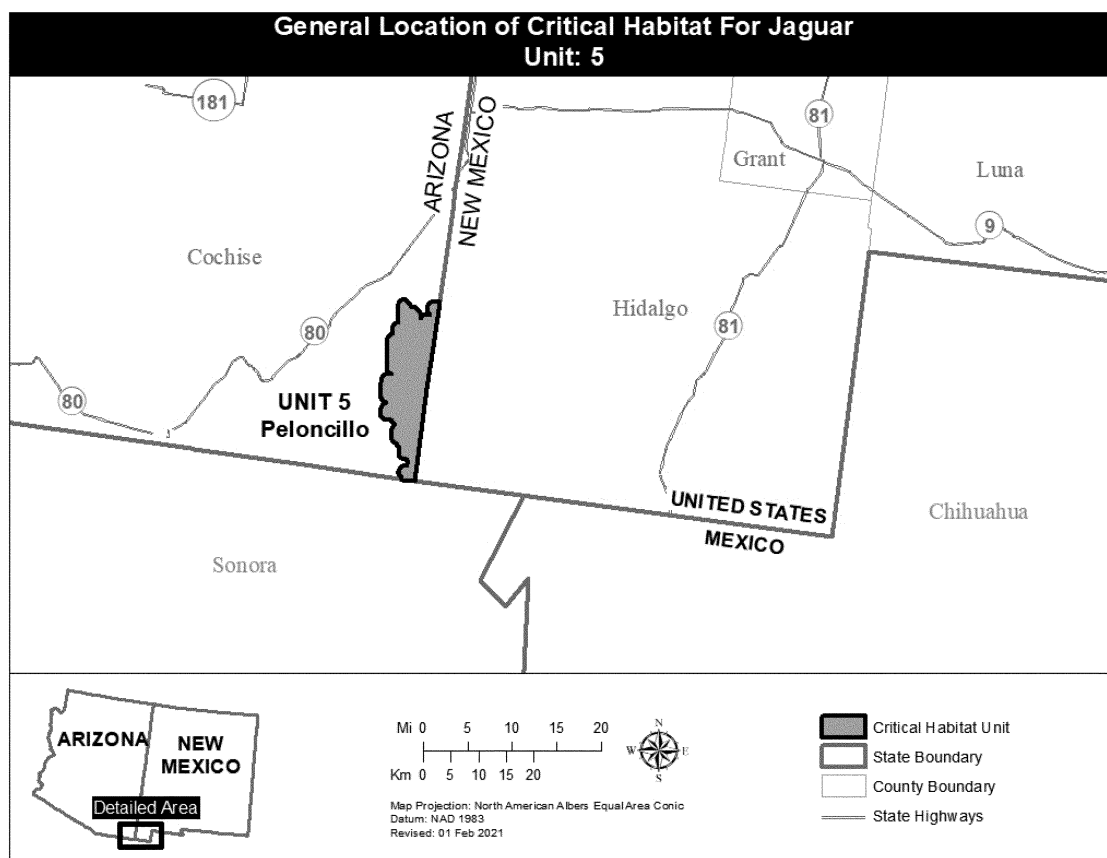 General Location of Critical Habitat For Jaguar
Unit: 5
181
ARIZONA
NEW MEXICO
81
Grant
Luna
9
Cochise
Hidalgo
80
81
80
UNIT 5
Peloncillo
UNITED STATES
MEXICO
Chihuahua
Sonora
ARIZONA
NEW
MEXICO
Detailed Area
Mi 0 5 10 15 20
Km 0 5 10 15 20
N
W E
S
Map Projection: North American Albers Equal Area Conic
Datum: NAD 1983
Revised: 01 Feb 2021
Critical Habitat Unit
State Boundary
County Boundary
State Highways